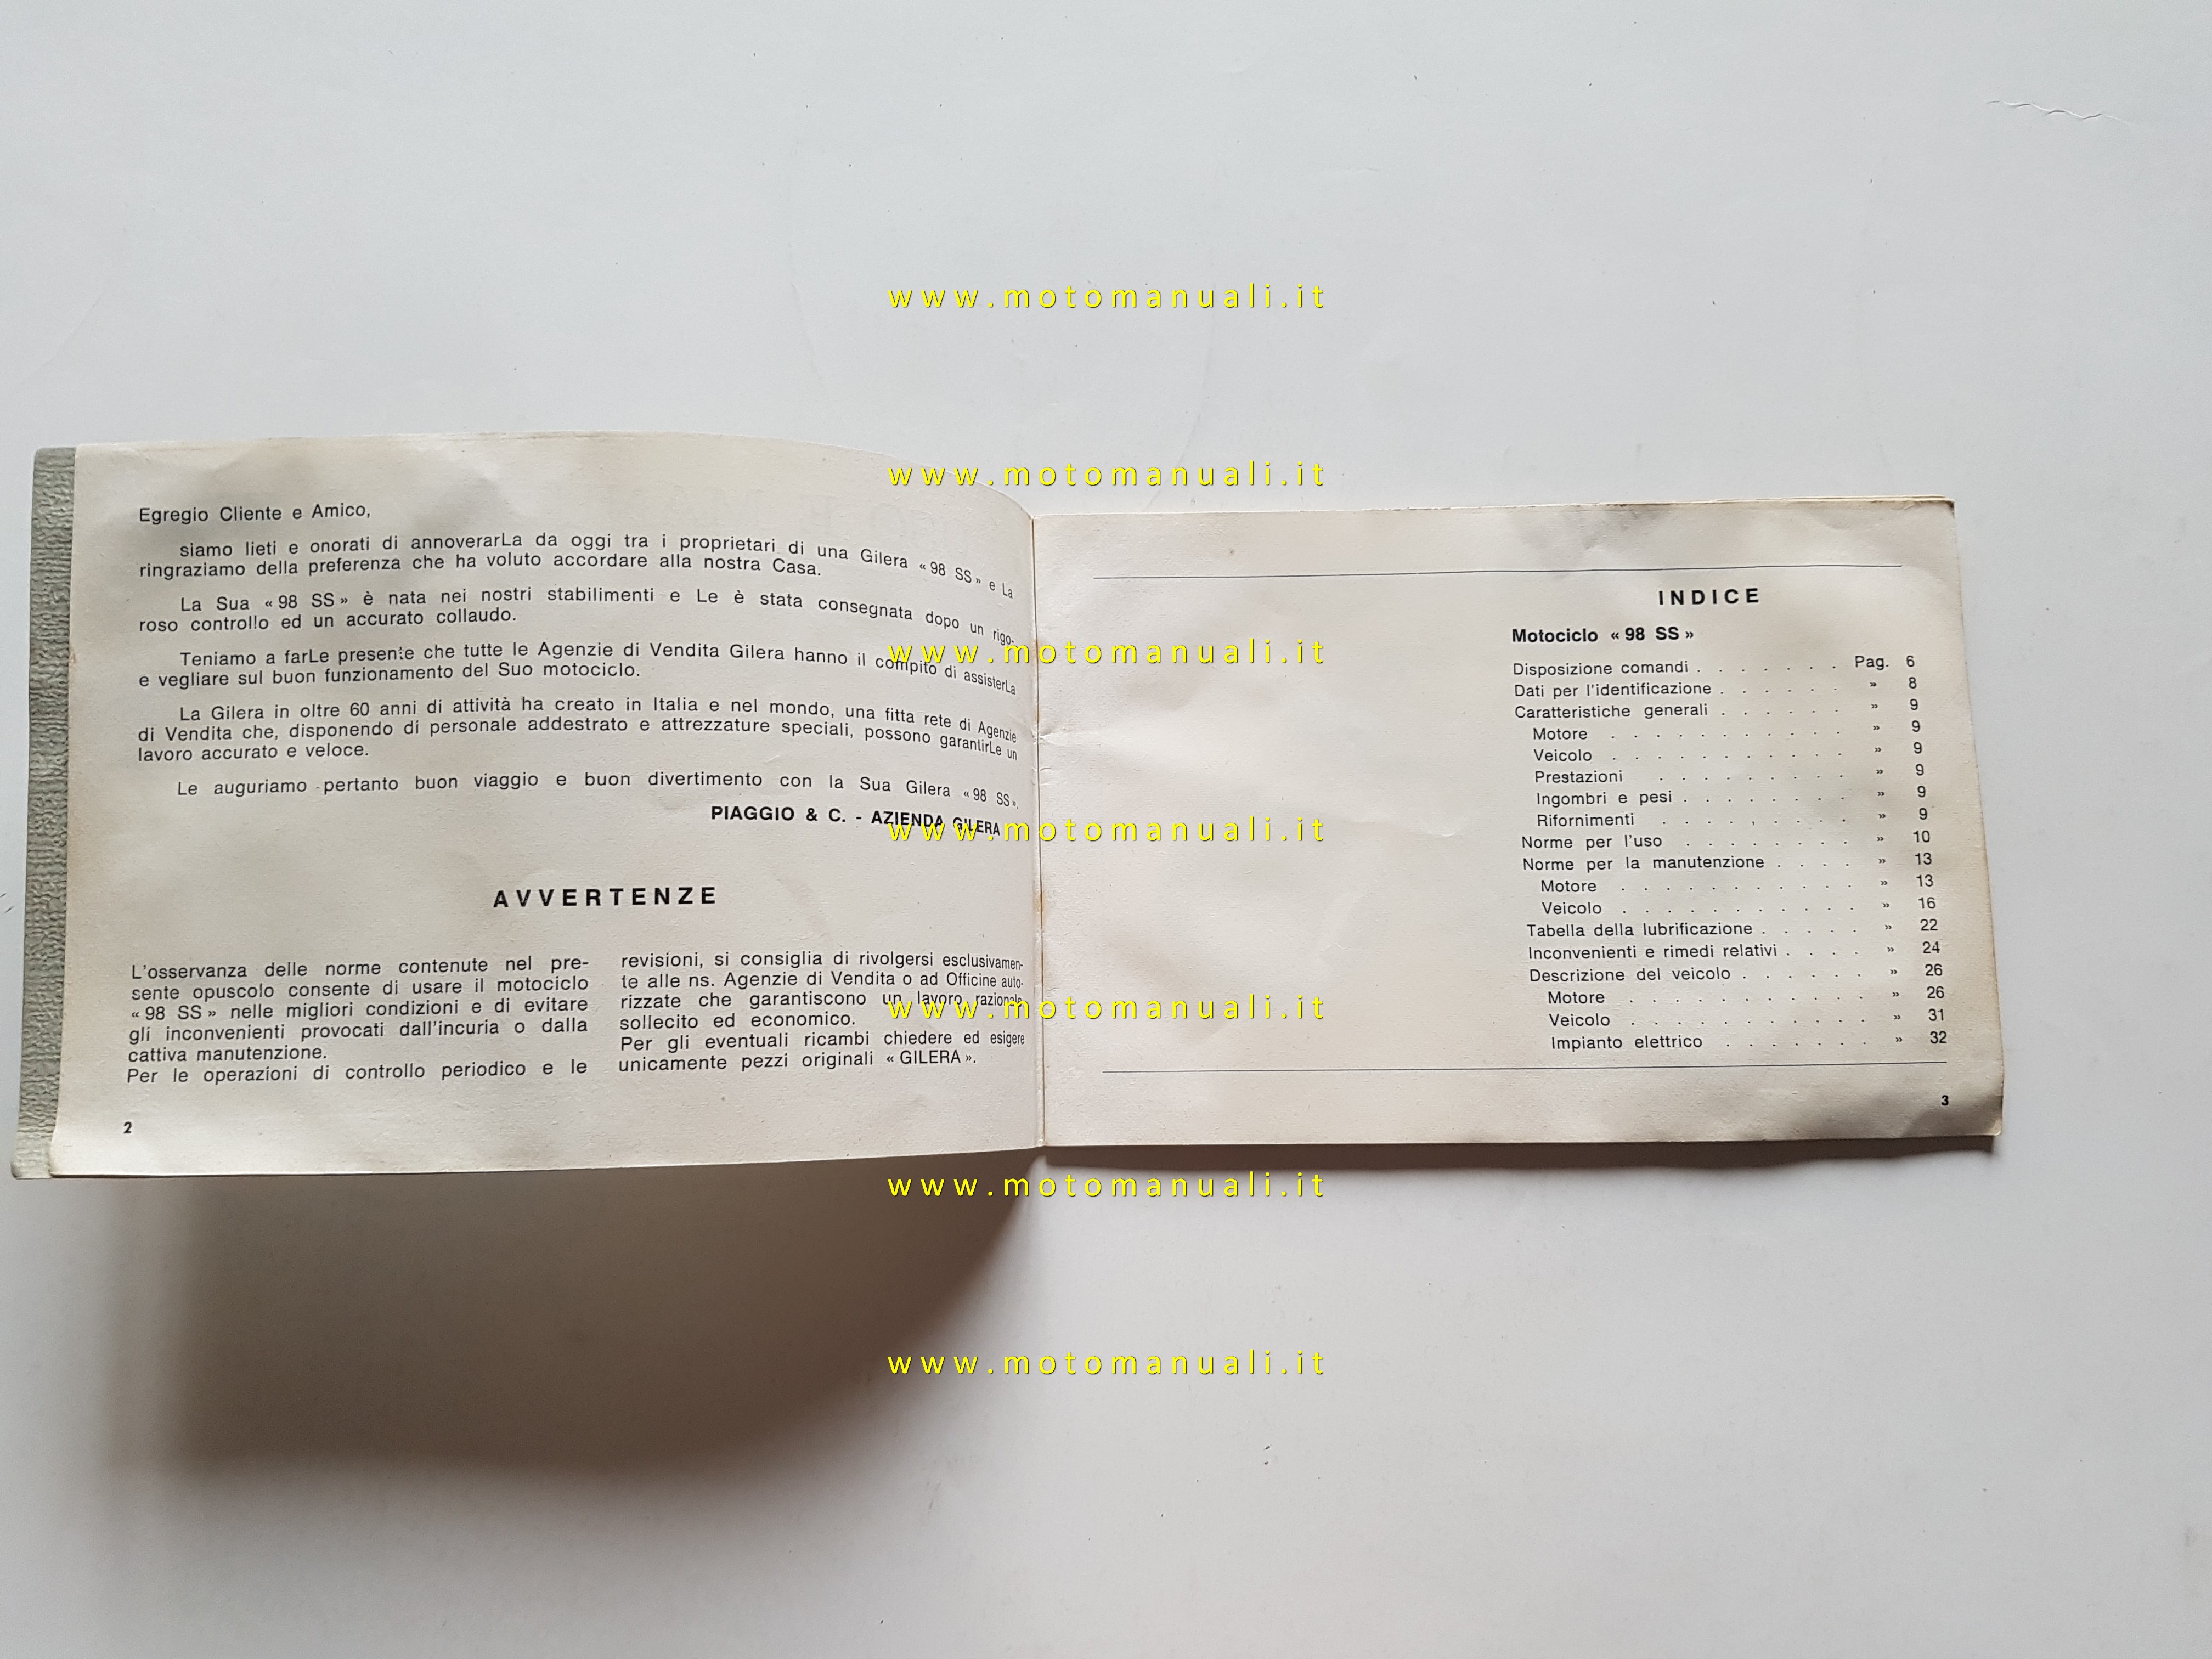 Egregio Cliente e Amico,
siamo lieti e onorati di annoverarLa da oggi tra i proprietari di una Gilera « 98 SS » e La
ringraziamo della preferenza che ha voluto accordare alla nostra Casa.
La Sua « 98 SS » è nata nei nostri stabilimenti e Le è stata consegnata dopo un rigo-
roso controllo ed un accurato collaudo.
Teniamo a farLe presente che tutte le Agenzie di Vendita Gilera hanno il compito di assisterLa
e vegliare sul buon funzionamento del Suo motociclo.
La Gilera in oltre 60 anni di attività ha creato in Italia e nel mondo, una fitta rete di Agenzie
di Vendita che, disponendo di personale addestrato e attrezzature speciali, possono garantirLe un
lavoro accurato e veloce.
Le auguriamo pertanto buon viaggio e buon divertimento con la Sua Gilera « 98 SS ».
PIAGGIO & C. - AZIENDA GILERA
AVVERTENZE
L'osservanza delle norme contenute nel pre-
sente opuscolo consente di usare il motociclo
« 98 SS » nelle migliori condizioni e di evitare
gli inconvenienti provocati dall'incuria o dalla
cattiva manutenzione.
Per le operazioni di controllo periodico e le
revisioni, si consiglia di rivolgersi esclusivamen-
te alle ns. Agenzie di Vendita o ad Officine auto-
rizzate che garantiscono un lavoro razionale
sollecito ed economico.
Per gli eventuali ricambi chiedere ed esigere
unicamente pezzi originali « GILERA ».
2
INDICE
Motociclo « 98 SS »
Disposizione comandi . . . . . . . Pag. 6
Dati per l'identificazione . . . . . . » 8
Caratteristiche generali . . . . . . » 9
Motore . . . . . . . . . . . » 9
Veicolo . . . . . . . . . . . » 9
Prestazioni . . . . . . . . . » 9
Ingombri e pesi . . . . . . . . » 9
Rifornimenti . . . . . . . . . » 9
Norme per l'uso . . . . . . . . » 10
Norme per la manutenzione . . . . » 13
Motore . . . . . . . . . . . » 13
Veicolo . . . . . . . . . . . » 16
Tabella della lubrificazione . . . . . » 22
Inconvenienti e rimedi relativi . . . . » 24
Descrizione del veicolo . . . . . . » 26
Motore . . . . . . . . . . . » 26
Veicolo . . . . . . . . . . . » 31
Impianto elettrico . . . . . . . » 32
3
www.motomanuali.it
www.motomanuali.it
www.motomanuali.it
www.motomanuali.it
www.motomanuali.it
www.motomanuali.it
www.motomanuali.it